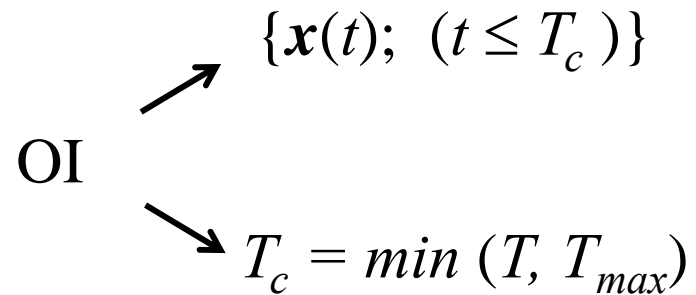 {x(t); (t ≤ T_c )}
OI
T_c = min (T, T_max)